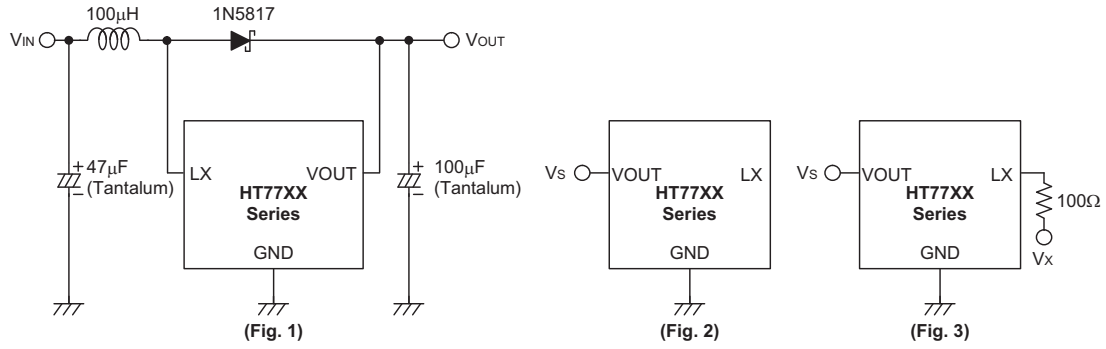 100μH
1N5817
VIN
VOUT
+ 47μF
(Tantalum)
−
LX
VOUT
HT77XX
Series
GND
+
100μF
(Tantalum)
−
(Fig. 1)
VS
VOUT
LX
HT77XX
Series
GND
(Fig. 2)
VS
VOUT
LX
HT77XX
Series
GND
100Ω
VX
(Fig. 3)